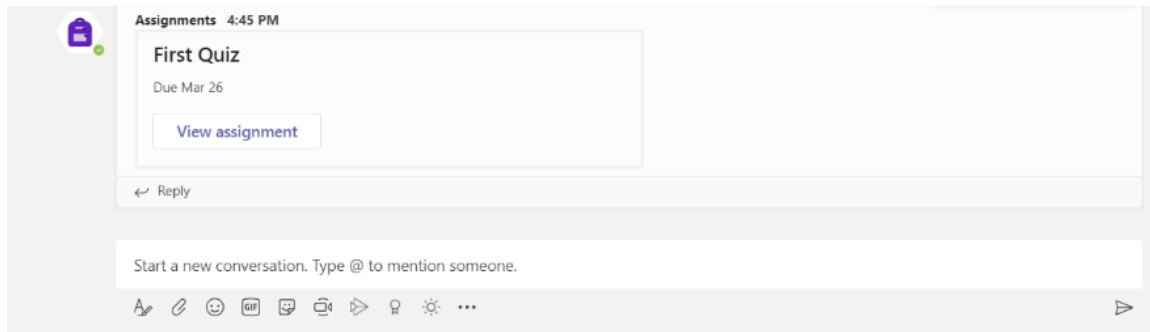 Assignments 4:45 PM
First Quiz
Due Mar 26
View assignment
Reply
Start a new conversation. Type @ to mention someone.
GIF